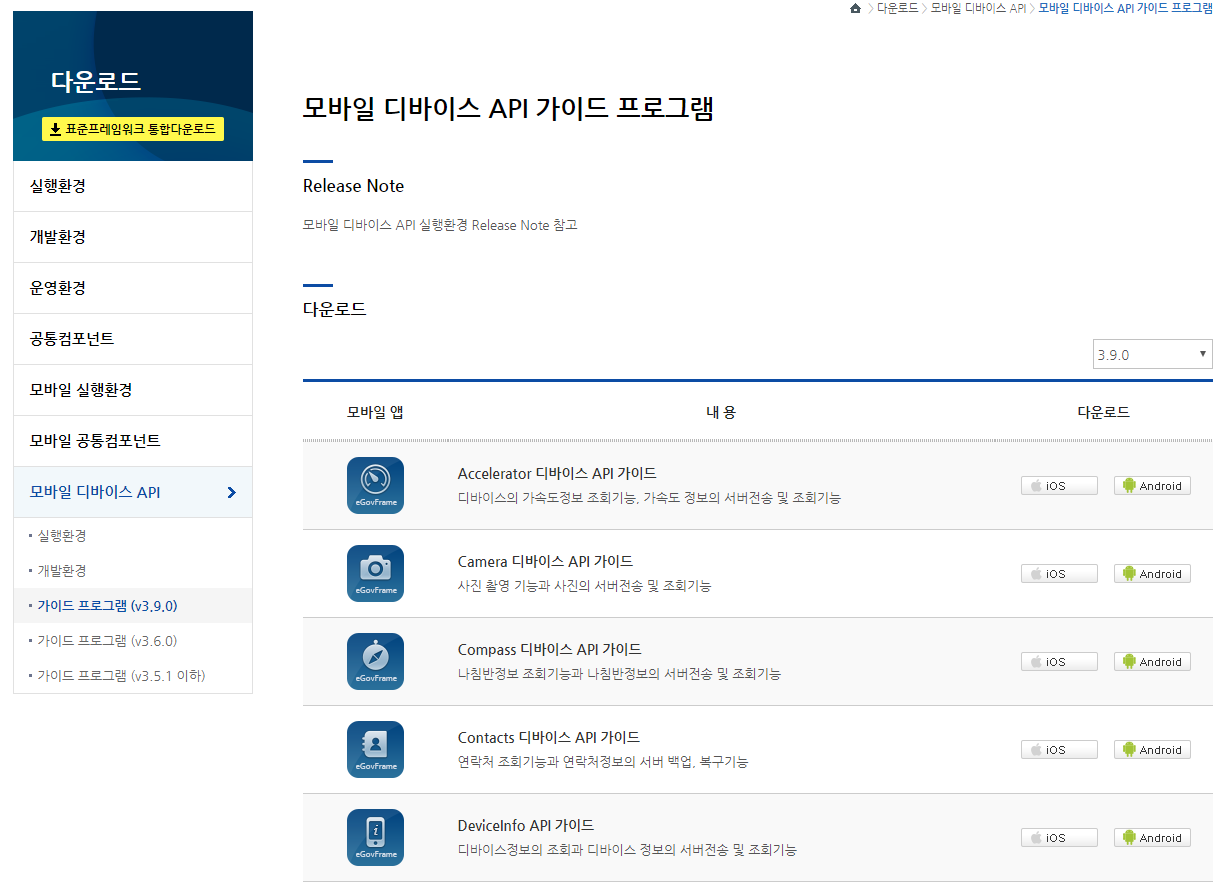 다운로드 > 모바일 디바이스 API > 모바일 디바이스 API 가이드 프로그램
다운로드
표준프레임워크 통합다운로드
실행환경
개발환경
운영환경
공통컴포넌트
모바일 실행환경
모바일 공통컴포넌트
모바일 디바이스 API
실행환경
개발환경
가이드 프로그램 (v3.9.0)
가이드 프로그램 (v3.6.0)
가이드 프로그램 (v3.5.1 이하)
모바일 디바이스 API 가이드 프로그램
Release Note
모바일 디바이스 API 실행환경 Release Note 참고
다운로드
3.9.0
모바일 앱 내 용 다운로드
eGovFrame
Accelerator 디바이스 API 가이드
디바이스의 가속도정보 조회기능, 가속도 정보의 서버전송 및 조회기능
iOS Android
eGovFrame
Camera 디바이스 API 가이드
사진 촬영 기능과 사진의 서버전송 및 조회기능
iOS Android
eGovFrame
Compass 디바이스 API 가이드
나침반정보 조회기능과 나침반정보의 서버전송 및 조회기능
iOS Android
eGovFrame
Contacts 디바이스 API 가이드
연락처 조회기능과 연락처정보의 서버 백업, 복구기능
iOS Android
eGovFrame
DeviceInfo API 가이드
디바이스정보의 조회과 디바이스 정보의 서버전송 및 조회기능
iOS Android